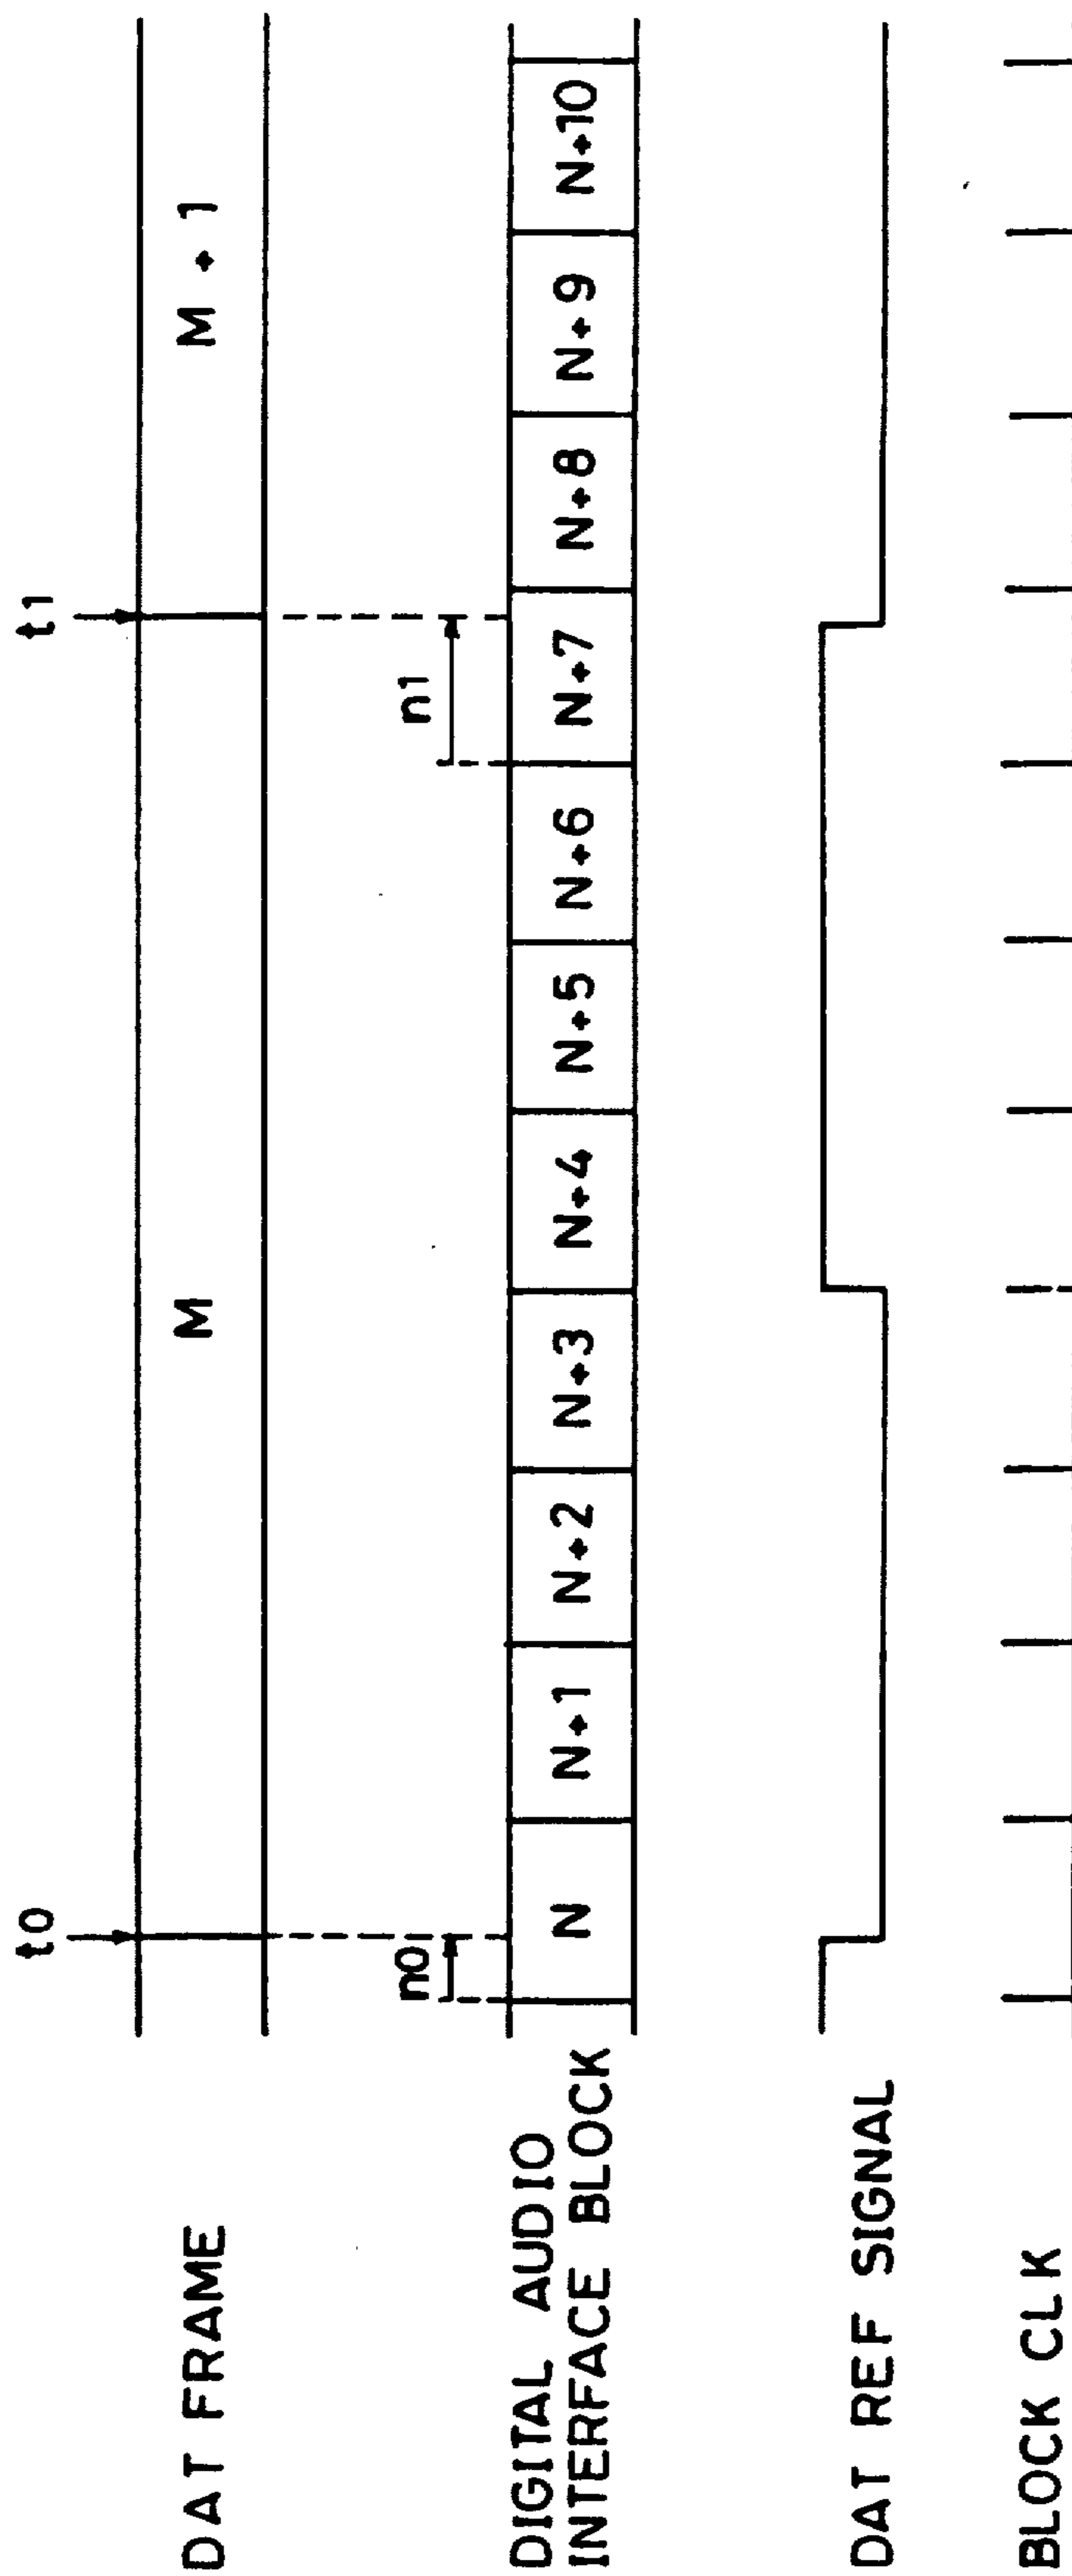 t0
t1
DAT FRAME
M
M + 1
n0
n1
DIGITAL AUDIO
INTERFACE BLOCK
N
N+1
N+2
N+3
N+4
N+5
N+6
N+7
N+8
N+9
N+10
DAT REF SIGNAL
BLOCK CLK